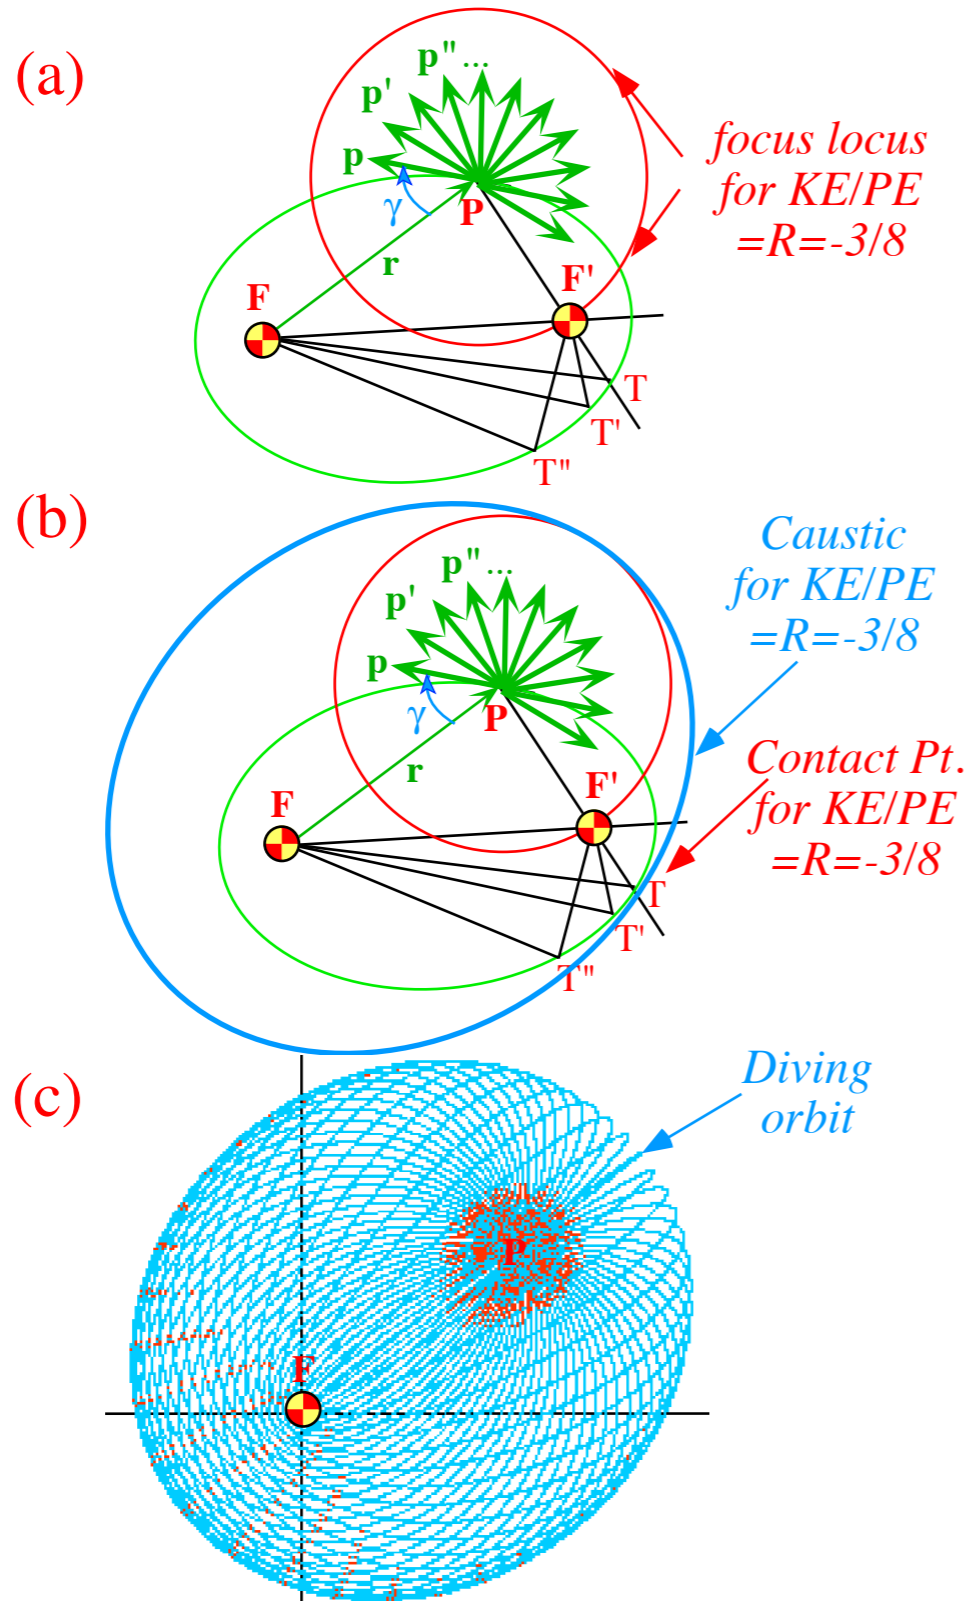 (a)
p" ...
p'
p
γ
P
r
F
F'
T
T'
T"
focus locus
for KE/PE
=R=-3/8
(b)
p" ...
p'
p
γ
P
r
F
F'
T
T'
T"
Caustic
for KE/PE
=R=-3/8
Contact Pt.
for KE/PE
=R=-3/8
(c)
Diving
orbit
P
F